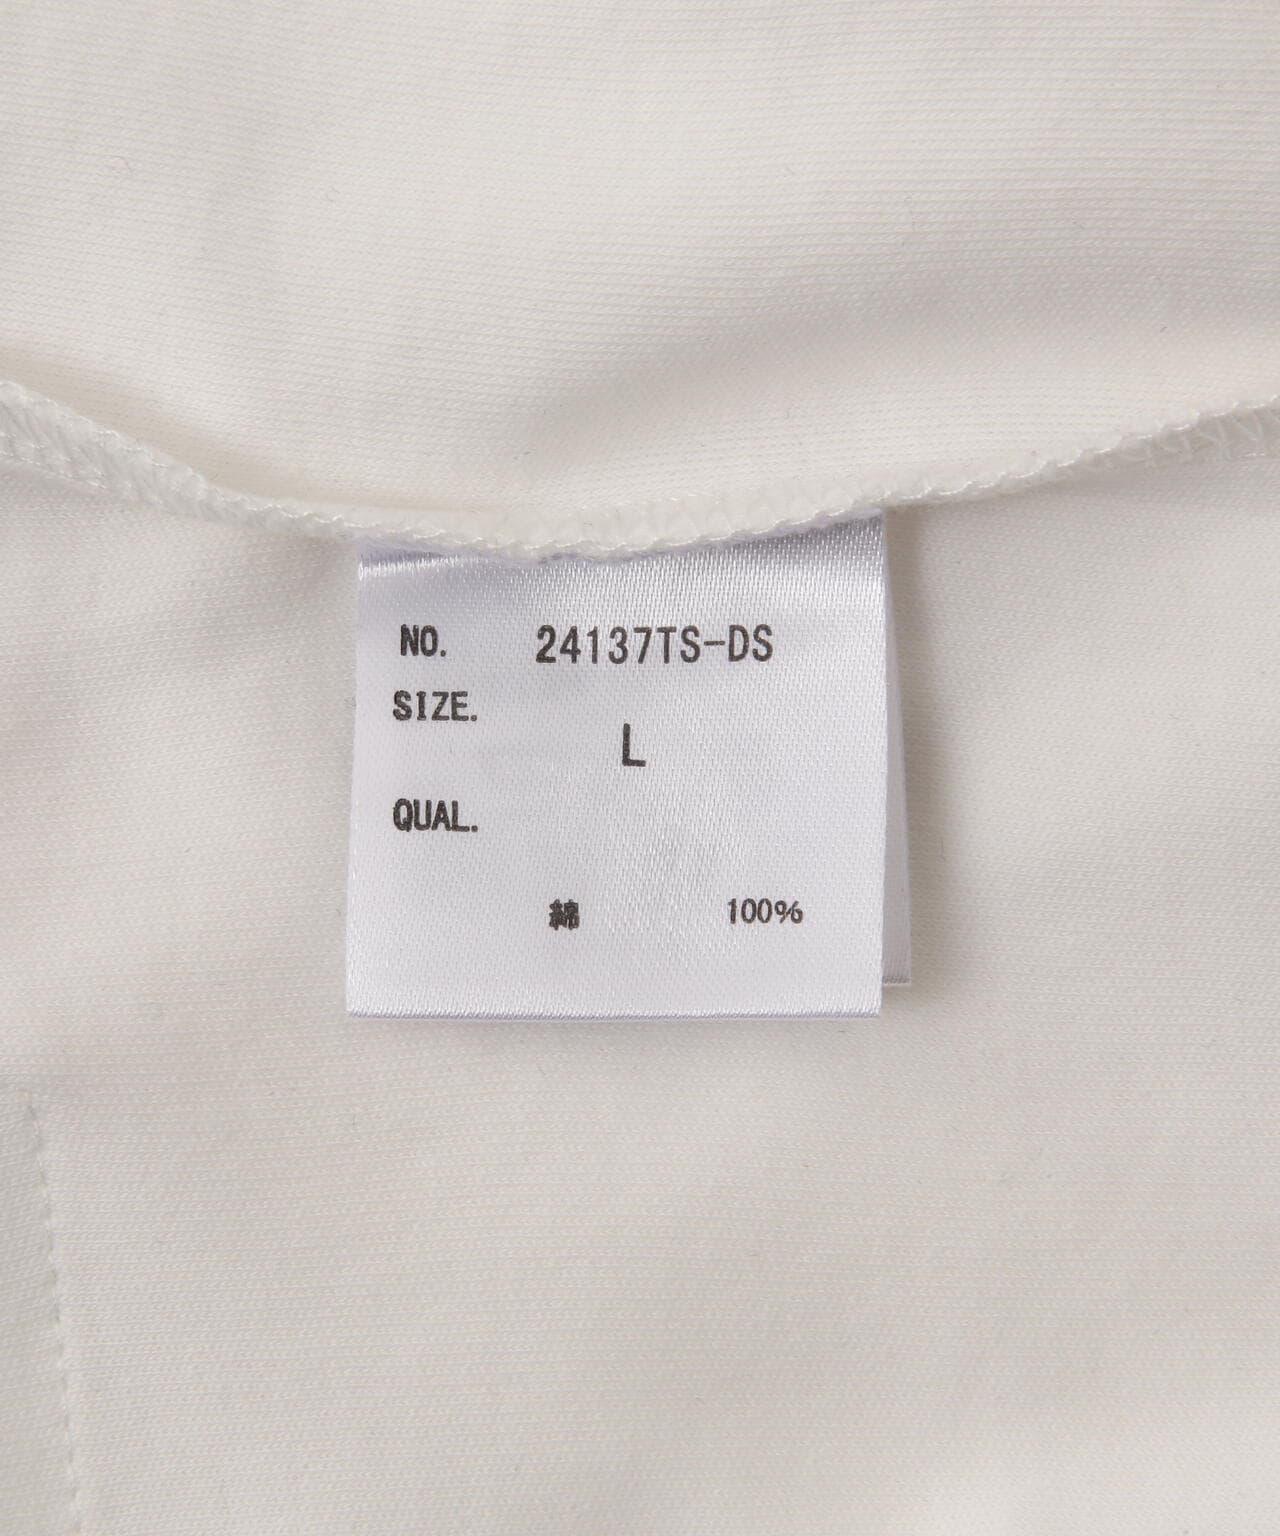 NO. 24137TS-DS
SIZE.
L
QUAL.
綿 100%